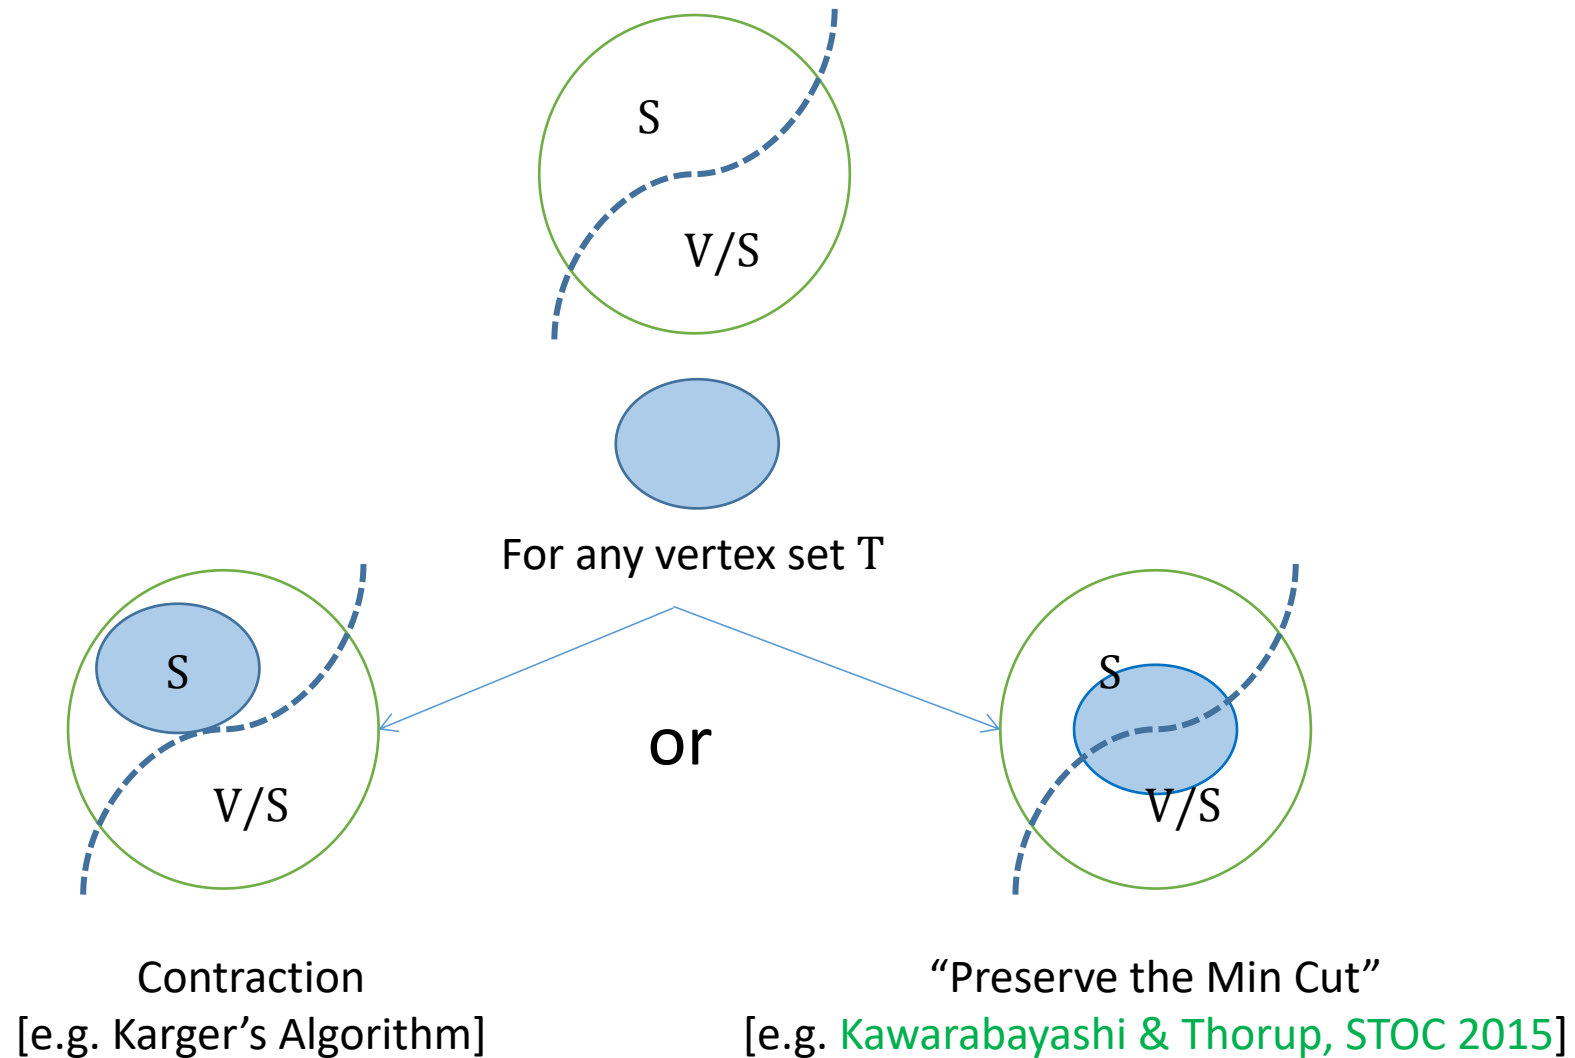 S
V/S
For any vertex set T
S
V/S
or
S
V/S
Contraction
[e.g. Karger’s Algorithm]
“Preserve the Min Cut”
[e.g. Kawarabayashi & Thorup, STOC 2015]